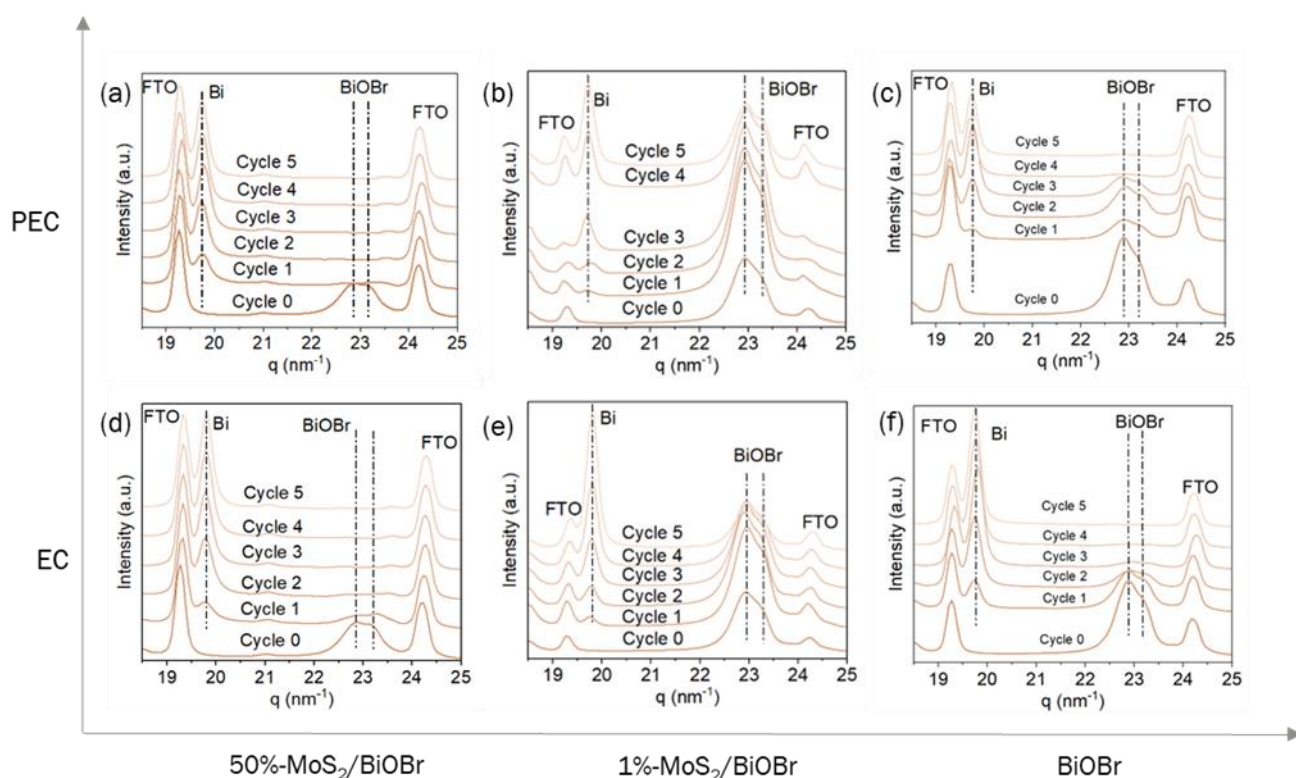 PEC
(a)
FTO
Bi
BiOBr
FTO
Cycle 5
Cycle 4
Cycle 3
Cycle 2
Cycle 1
Cycle 0
Intensity (a.u.)
19 20 21 22 23 24 25
q (nm⁻¹)
(b)
FTO
Bi
BiOBr
FTO
Cycle 5
Cycle 4
Cycle 3
Cycle 2
Cycle 1
Cycle 0
Intensity (a.u.)
19 20 21 22 23 24 25
q (nm⁻¹)
(c)
FTO
Bi
BiOBr
FTO
Cycle 5
Cycle 4
Cycle 3
Cycle 2
Cycle 1
Cycle 0
Intensity (a.u.)
19 20 21 22 23 24 25
q (nm⁻¹)
EC
(d)
FTO
Bi
BiOBr
FTO
Cycle 5
Cycle 4
Cycle 3
Cycle 2
Cycle 1
Cycle 0
Intensity (a.u.)
19 20 21 22 23 24 25
q (nm⁻¹)
(e)
FTO
Bi
BiOBr
FTO
Cycle 5
Cycle 4
Cycle 3
Cycle 2
Cycle 1
Cycle 0
Intensity (a.u.)
19 20 21 22 23 24 25
q (nm⁻¹)
(f)
FTO
Bi
BiOBr
FTO
Cycle 5
Cycle 4
Cycle 3
Cycle 2
Cycle 1
Cycle 0
Intensity (a.u.)
19 20 21 22 23 24 25
q (nm⁻¹)
50%-MoS₂/BiOBr
1%-MoS₂/BiOBr
BiOBr